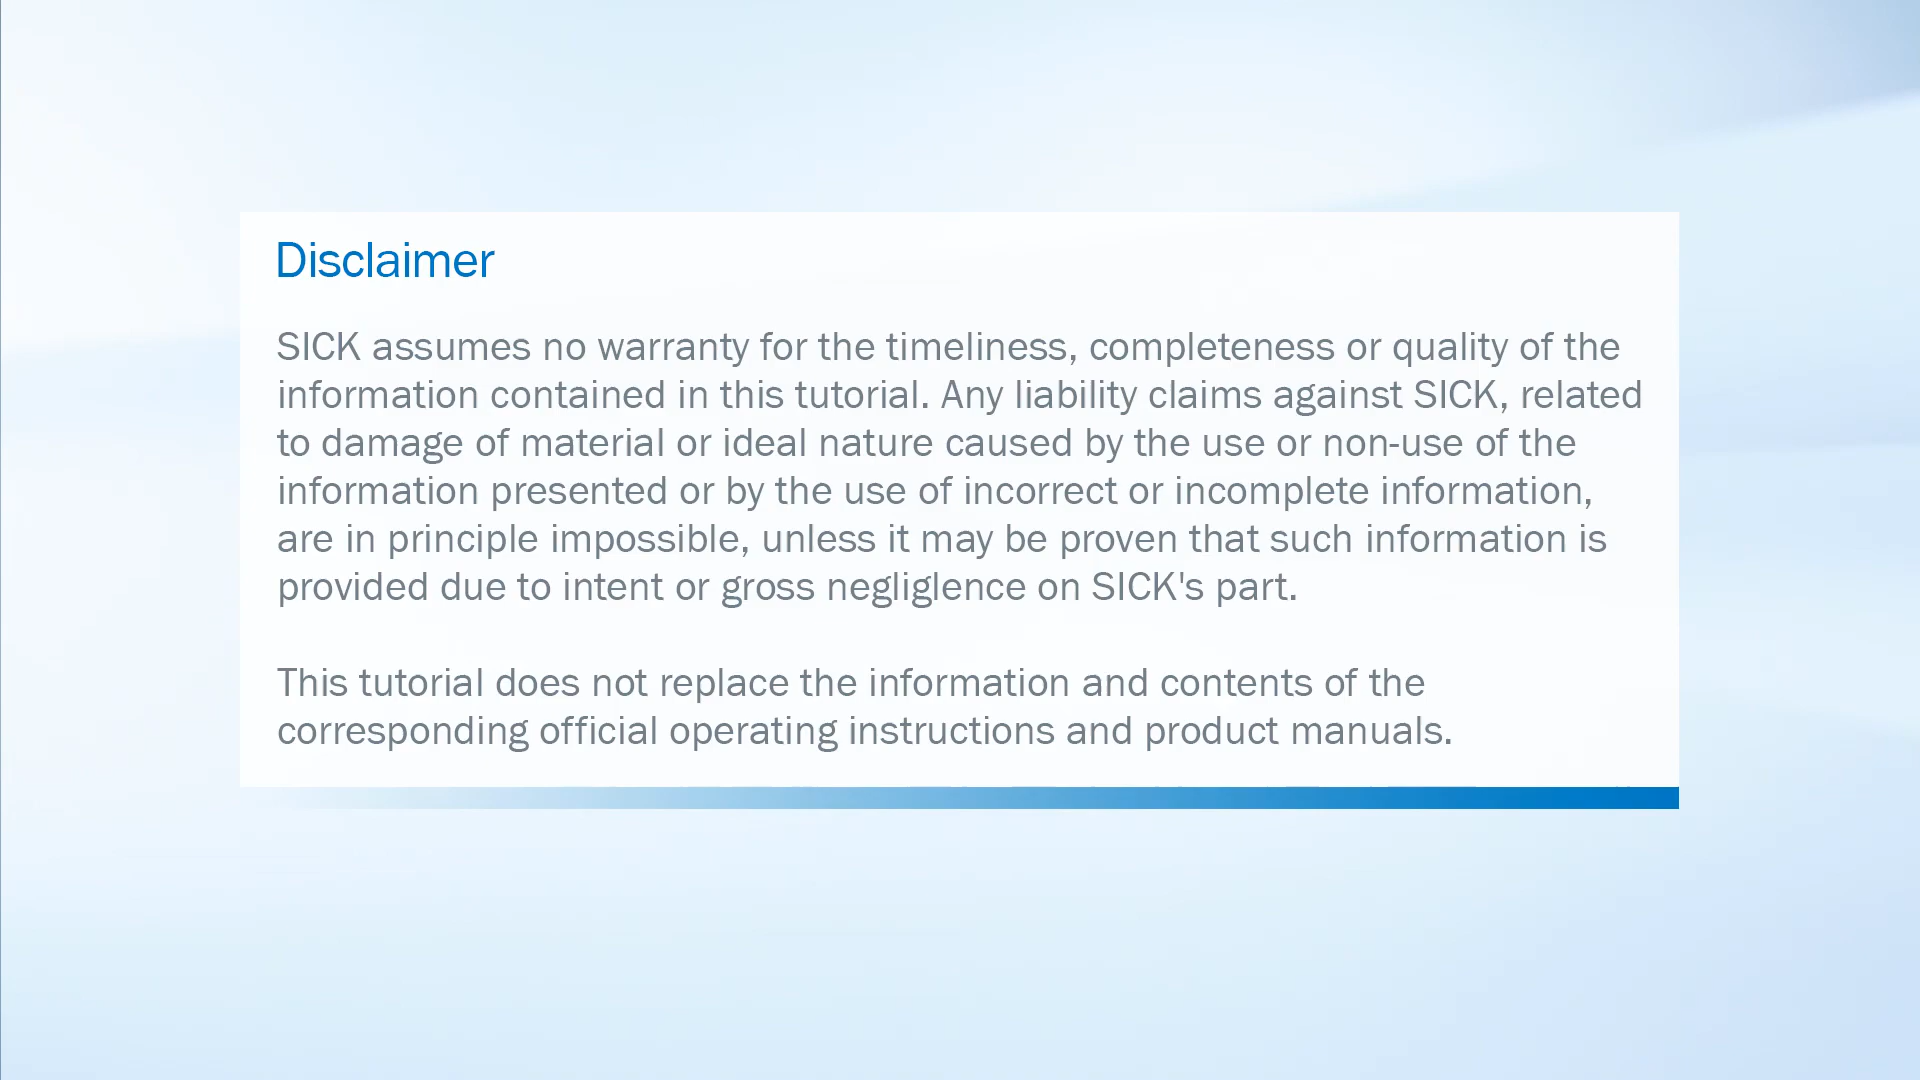 Disclaimer
SICK assumes no warranty for the timeliness, completeness or quality of the
information contained in this tutorial. Any liability claims against SICK, related
to damage of material or ideal nature caused by the use or non-use of the
information presented or by the use of incorrect or incomplete information,
are in principle impossible, unless it may be proven that such information is
provided due to intent or gross negliglence on SICK's part.
This tutorial does not replace the information and contents of the
corresponding official operating instructions and product manuals.